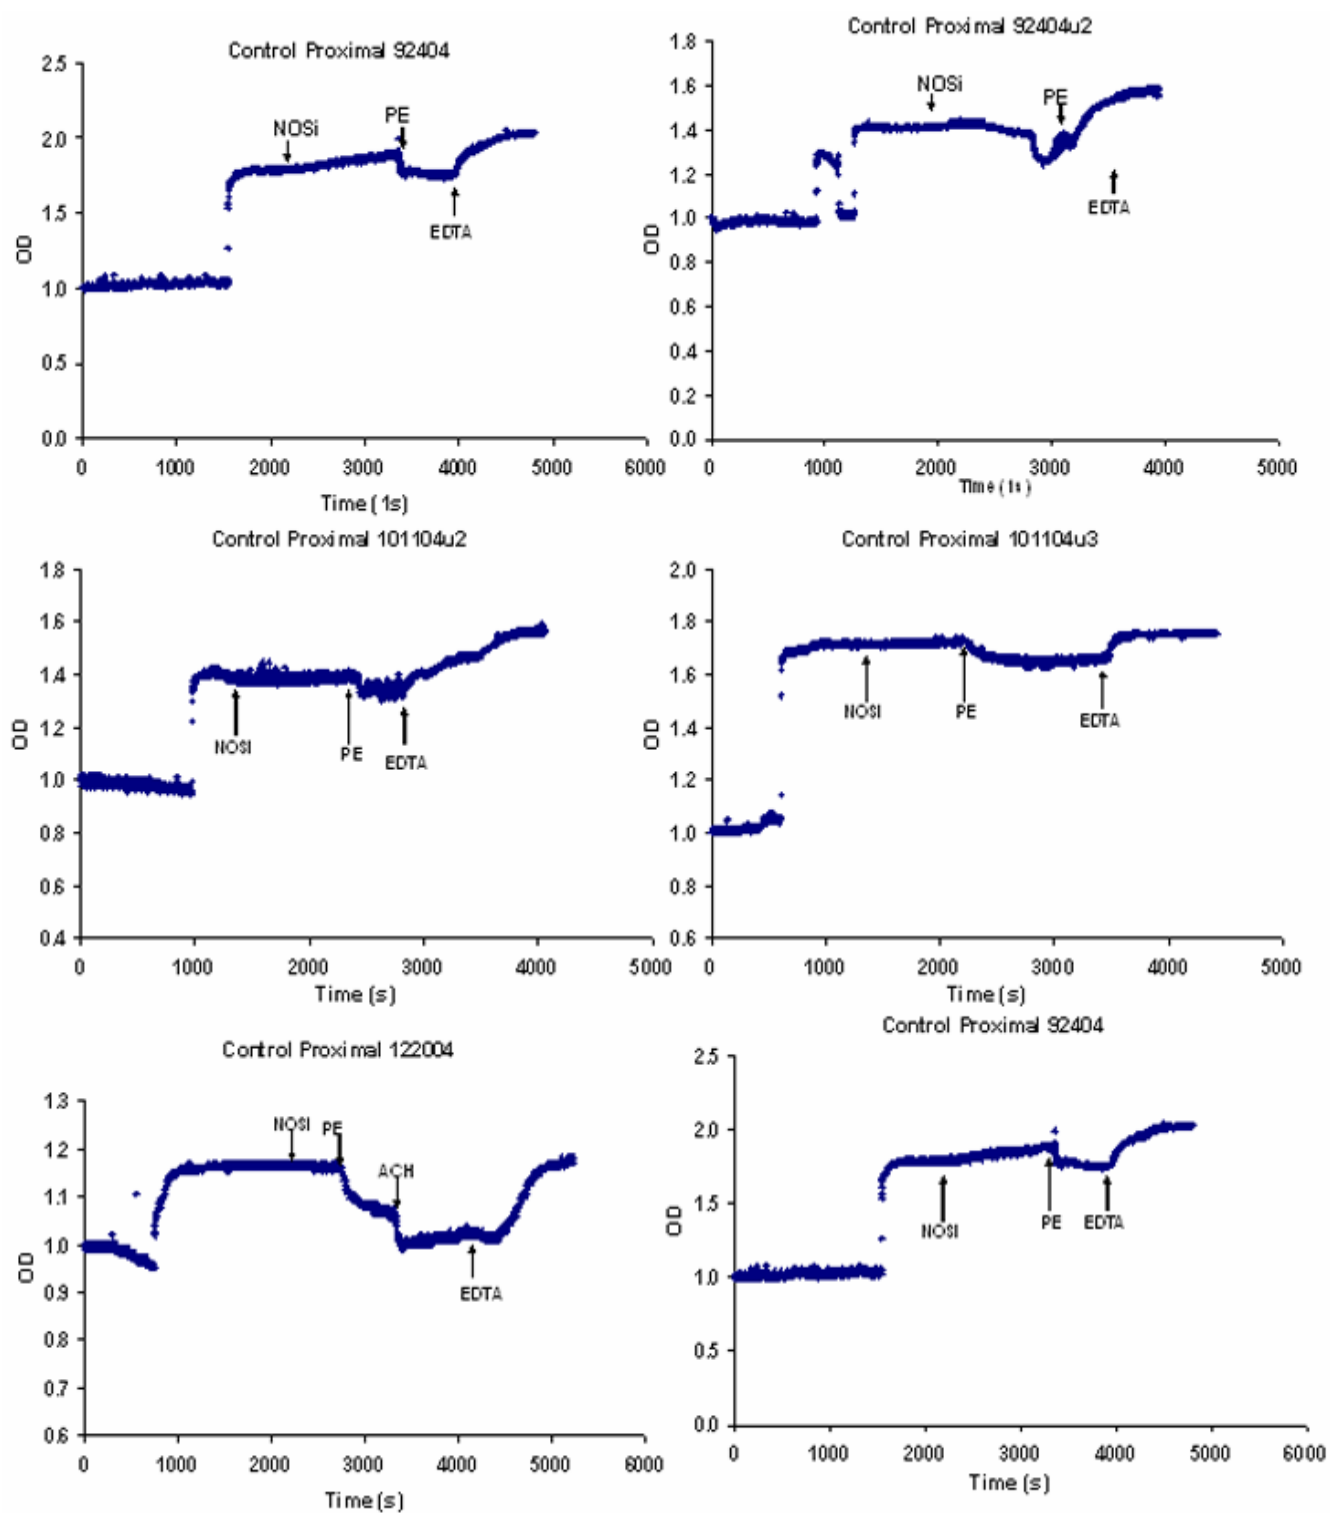 Control Proximal 92404
2.5
2.0
1.5
1.0
0.5
0.0
OD
NOSi
PE
EDTA
0 1000 2000 3000 4000 5000 6000
Time (1s)
Control Proximal 92404u2
1.8
1.6
1.4
1.2
1.0
0.8
0.6
0.4
0.2
0.0
OD
NOSi
PE
EDTA
0 1000 2000 3000 4000 5000
Time (1s)
Control Proximal 101104u2
1.8
1.6
1.4
1.2
1.0
0.8
0.6
0.4
OD
NOSI
PE
EDTA
0 1000 2000 3000 4000 5000
Time (s)
Control Proximal 101104u3
2.0
1.8
1.6
1.4
1.2
1.0
0.8
0.6
OD
NOSI
PE
EDTA
0 1000 2000 3000 4000 5000
Time (s)
Control Proximal 122004
1.3
1.2
1.1
1.0
0.9
0.8
0.7
0.6
OD
NOSI
PE
ACH
EDTA
0 1000 2000 3000 4000 5000 6000
Time (s)
Control Proximal 92404
2.5
2.0
1.5
1.0
0.5
0.0
OD
NOSI
PE
EDTA
0 1000 2000 3000 4000 5000 6000
Time (s)